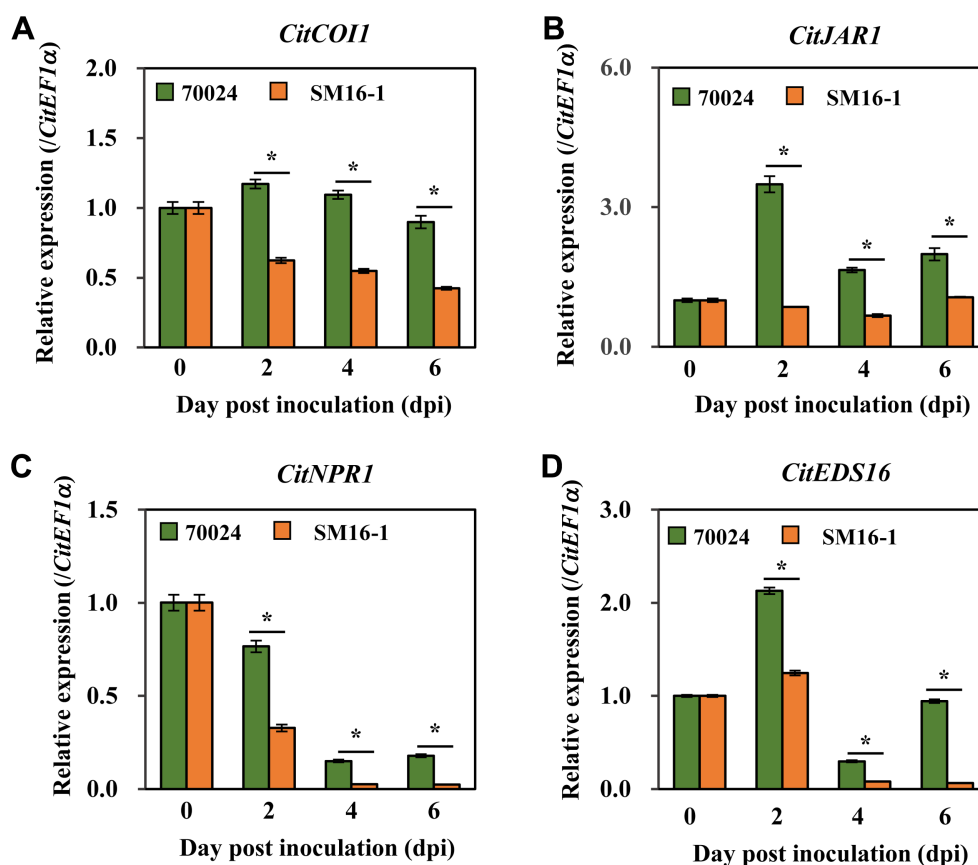 A
CitCOI1
Relative expression (/CitEF1α)
2.0
1.5
1.0
0.5
0.0
70024
SM16-1
*
*
*
0
2
4
6
Day post inoculation (dpi)
B
CitJAR1
Relative expression (/CitEF1α)
6.0
3.0
0.0
70024
SM16-1
*
*
*
0
2
4
6
Day post inoculation (dpi)
C
CitNPR1
Relative expression (/CitEF1α)
1.5
1.0
0.5
0.0
70024
SM16-1
*
*
*
0
2
4
6
Day post inoculation (dpi)
D
CitEDS16
Relative expression (/CitEF1α)
3.0
2.0
1.0
0.0
70024
SM16-1
*
*
*
0
2
4
6
Day post inoculation (dpi)